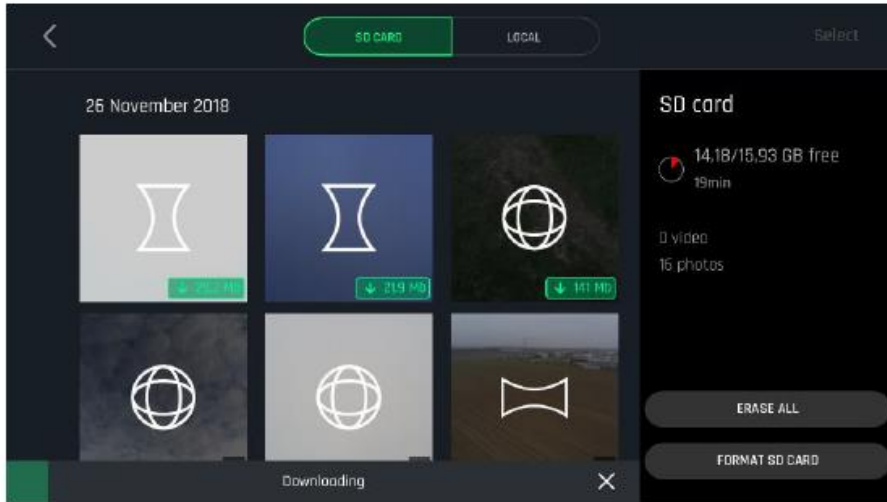 SD CARD
LOCAL
Select
26 November 2018
SD card
14,18/15,93 GB free
19min
0 video
16 photos
21,9 Mb
141 Mb
ERASE ALL
FORMAT SD CARD
Downloading